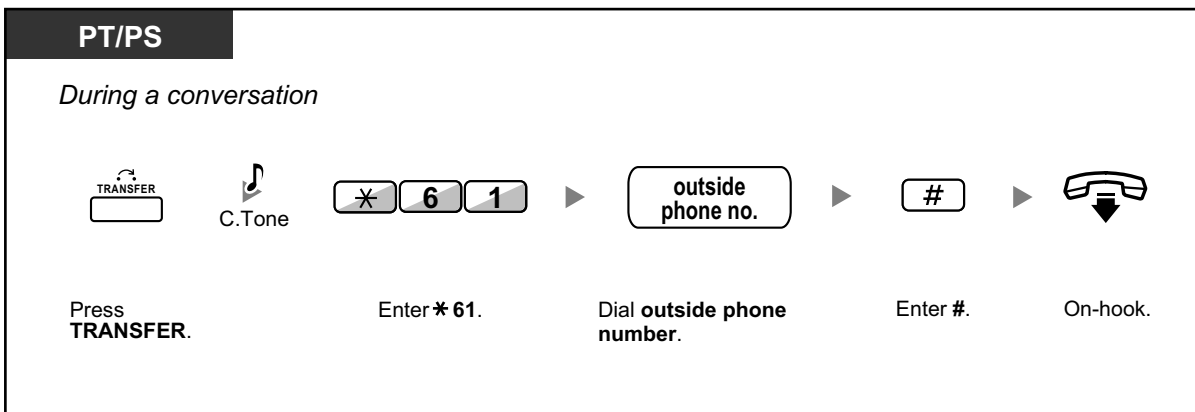 PT/PS
During a conversation
TRANSFER
C.Tone
* 6 1
outside
phone no.
#
Press
TRANSFER.
Enter * 61.
Dial outside phone
number.
Enter #.
On-hook.